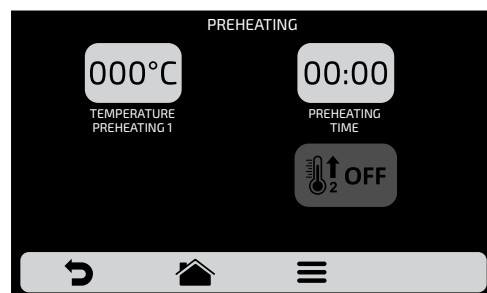 PREHEATING
000°C
00:00
TEMPERATURE
PREHEATING 1
PREHEATING
TIME
2 OFF